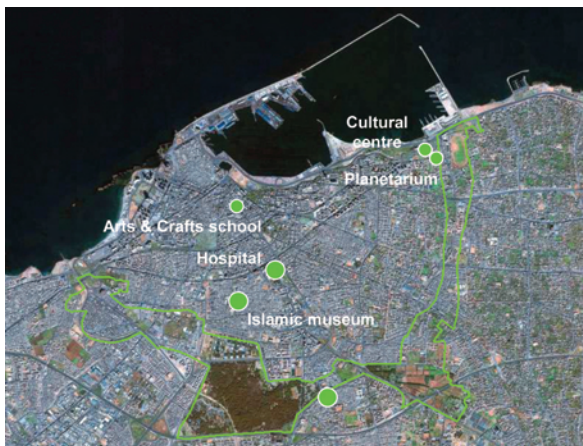 Cultural
centre
Planetarium
Arts & Crafts school
Hospital
Islamic museum